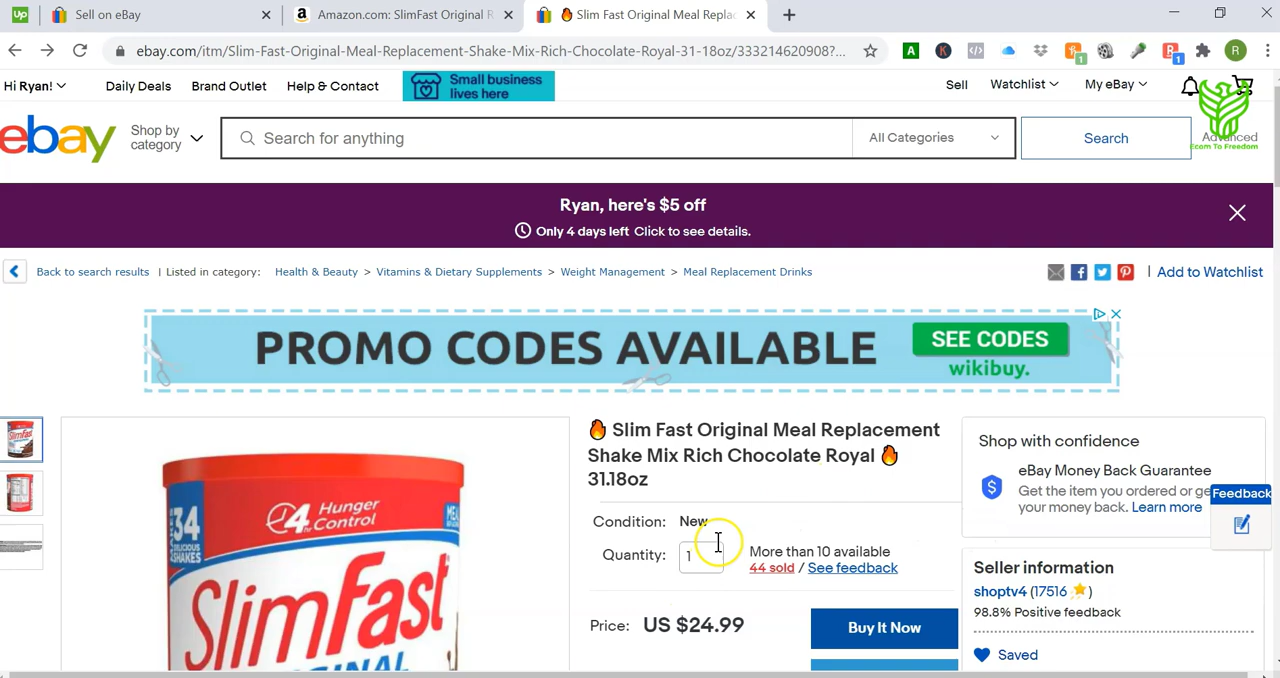 Up
Sell on eBay
Amazon.com: SlimFast Original R
🔥 Slim Fast Original Meal Replac
ebay.com/itm/Slim-Fast-Original-Meal-Replacement-Shake-Mix-Rich-Chocolate-Royal-31-18oz/333214620908?...
Hi Ryan!
Daily Deals
Brand Outlet
Help & Contact
Small business
lives here
Sell
Watchlist
My eBay
ebay
Shop by
category
Search for anything
All Categories
Search
Advanced
Ecom To Freedom
Ryan, here's $5 off
Only 4 days left Click to see details.
Back to search results | Listed in category: Health & Beauty > Vitamins & Dietary Supplements > Weight Management > Meal Replacement Drinks
| Add to Watchlist
PROMO CODES AVAILABLE
SEE CODES
wikibuy.
🔥 Slim Fast Original Meal Replacement
Shake Mix Rich Chocolate Royal 🔥
31.18oz
Condition: New
Quantity: 1
More than 10 available
44 sold / See feedback
Price: US $24.99
Buy It Now
Shop with confidence
eBay Money Back Guarantee
Get the item you ordered or ge
your money back. Learn more
Feedback
Seller information
shoptv4 (17516 ⭐)
98.8% Positive feedback
Saved
4 Hunger
Control
34
DELICIOUS
SHAKES
SlimFast
ORIGINAL